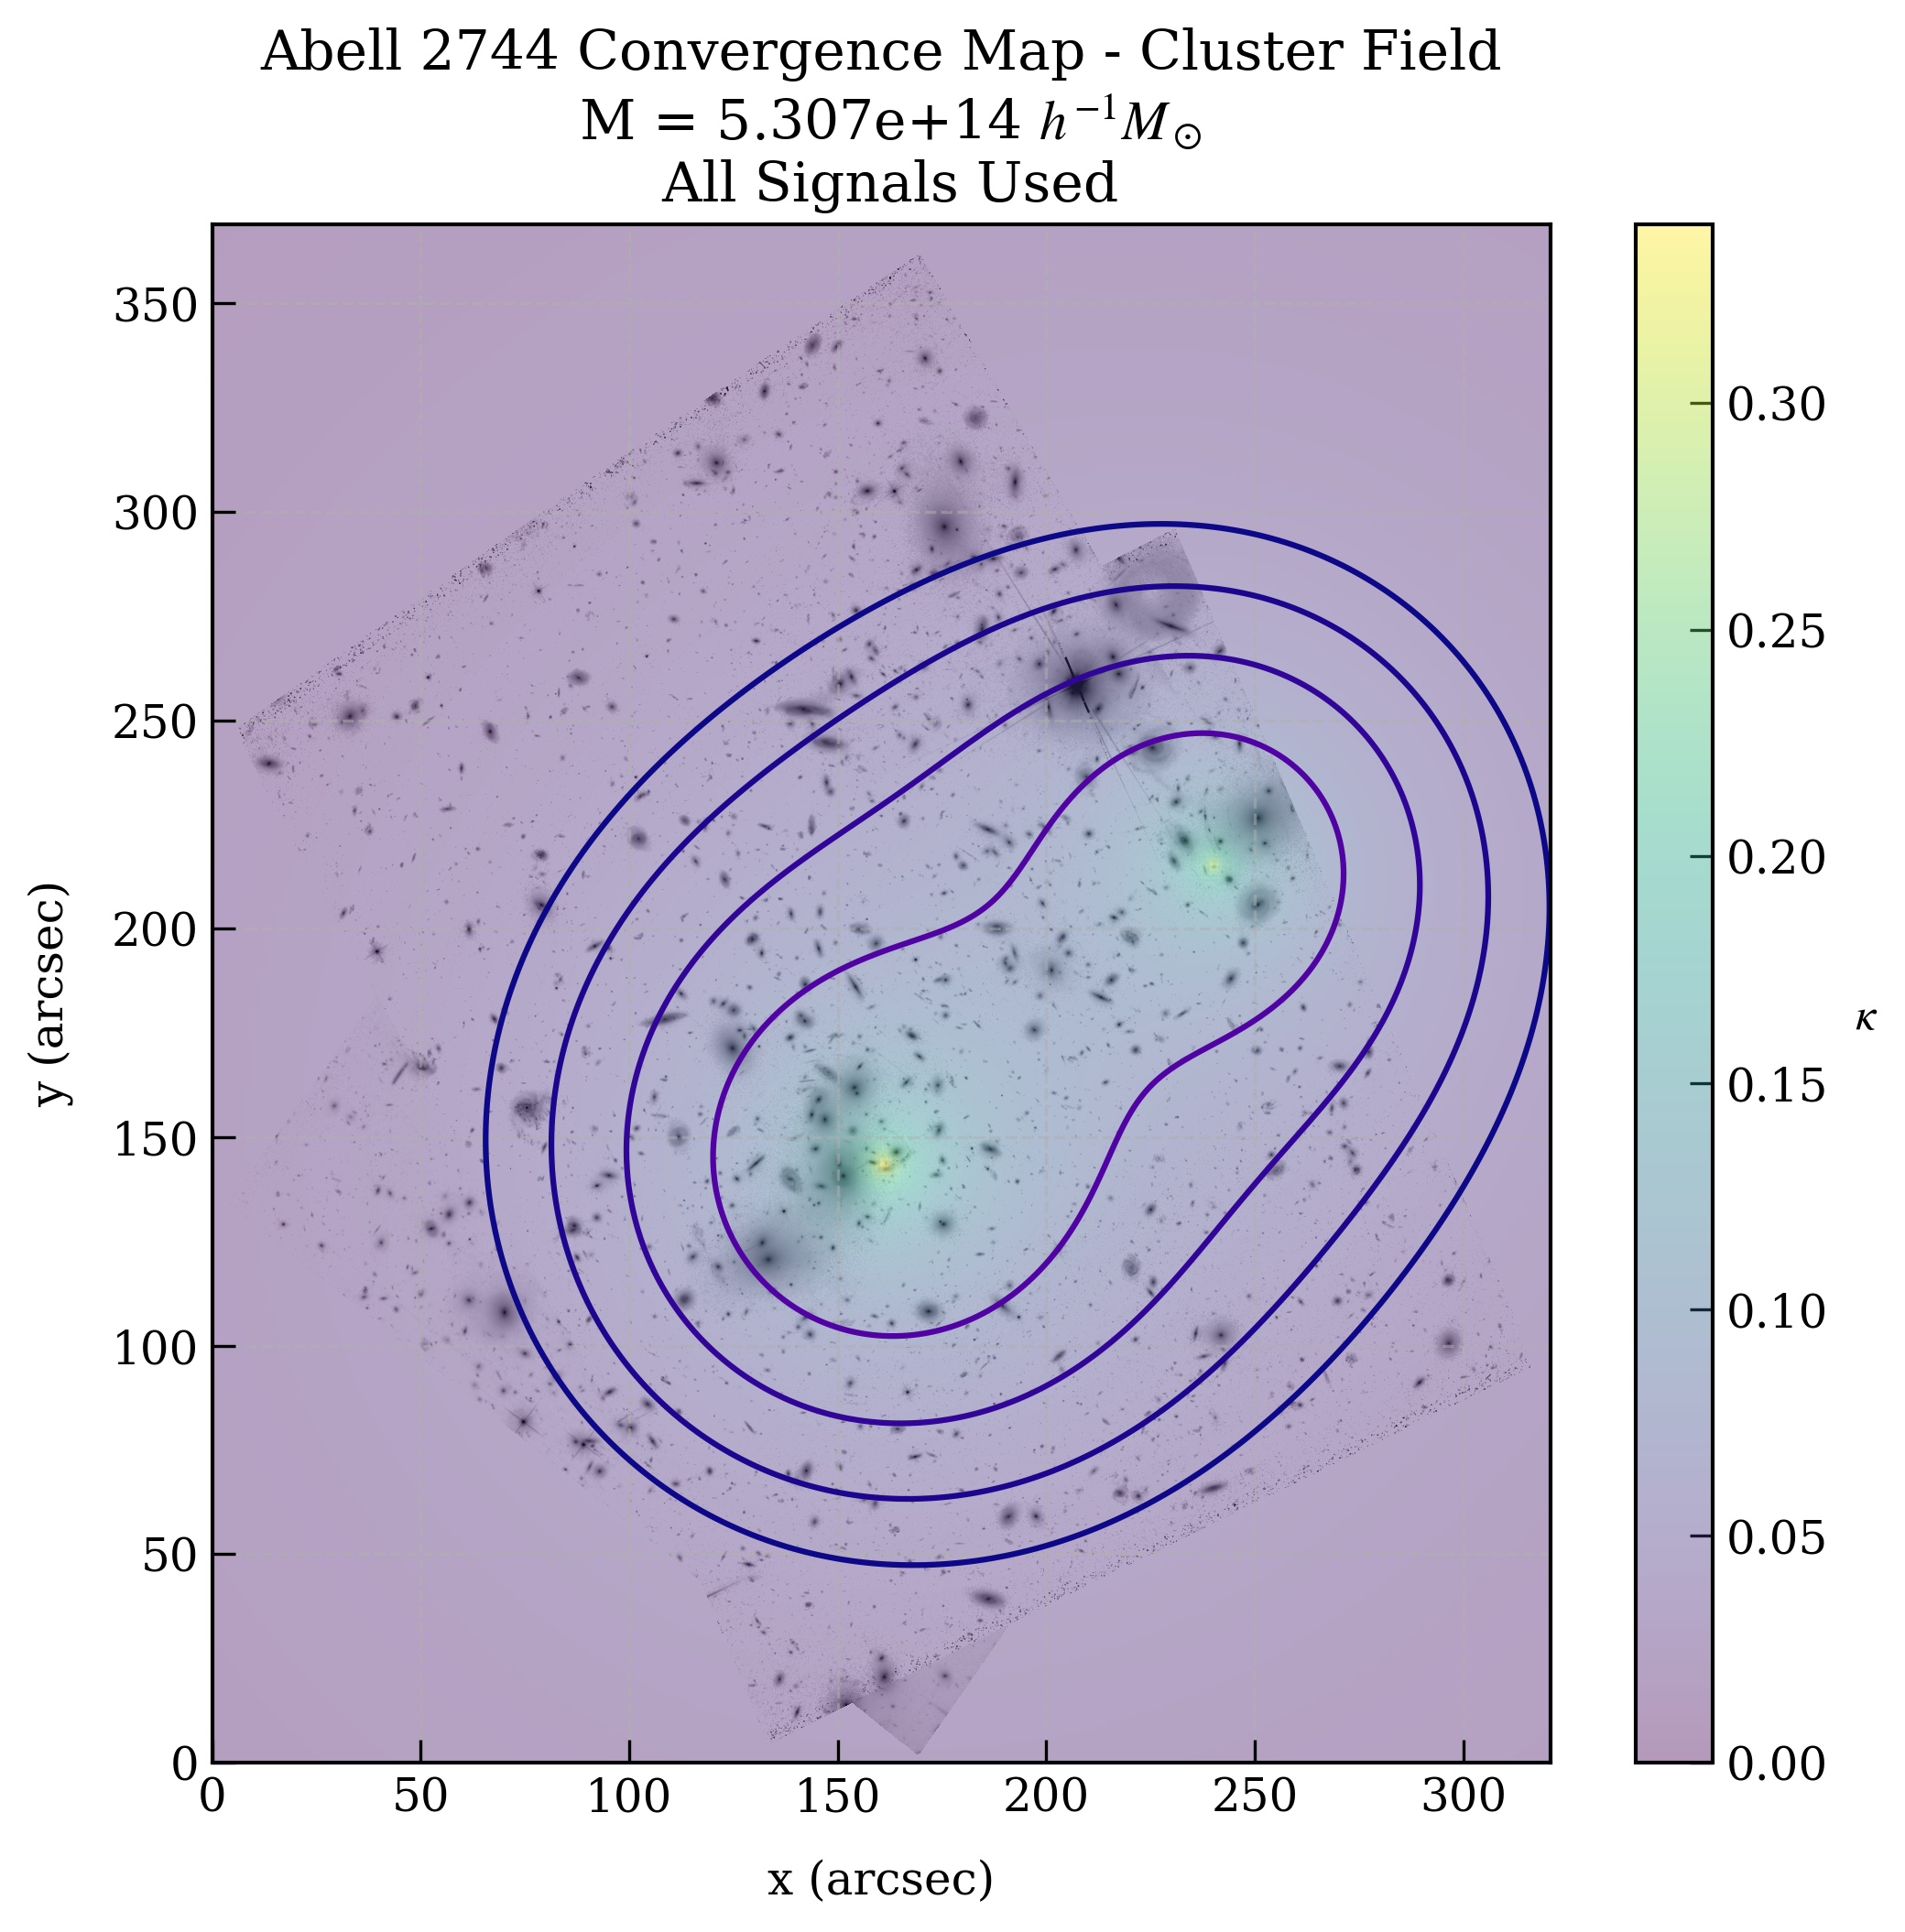 Abell 2744 Convergence Map - Cluster Field
M = 5.307e+14 h⁻¹M⊙
All Signals Used
350
300
250
200
150
100
50
0
y (arcsec)
0 50 100 150 200 250 300
x (arcsec)
0.30
0.25
0.20
0.15
0.10
0.05
0.00
κ